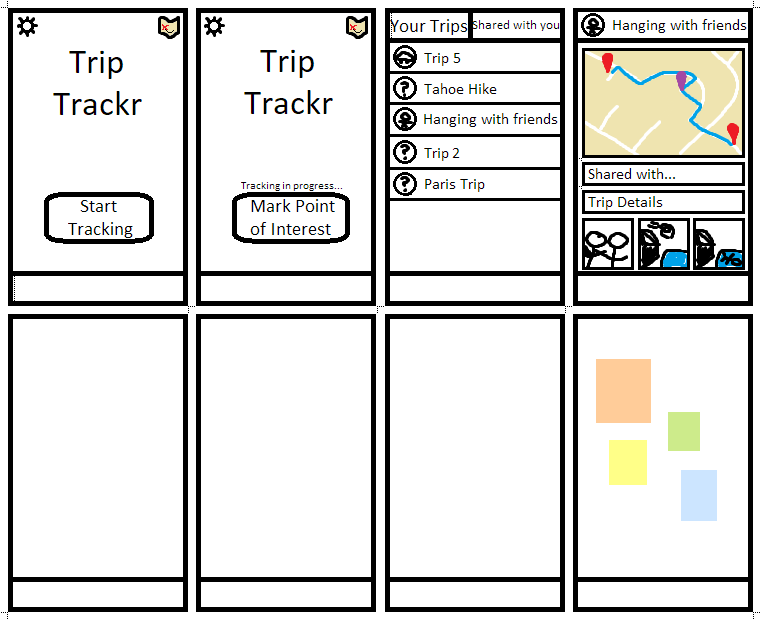 Trip
Trackr
Start
Tracking
Trip
Trackr
Tracking in progress...
Mark Point
of Interest
Your Trips
Shared with you
Trip 5
Tahoe Hike
Hanging with friends
Trip 2
Paris Trip
Hanging with friends
Shared with...
Trip Details